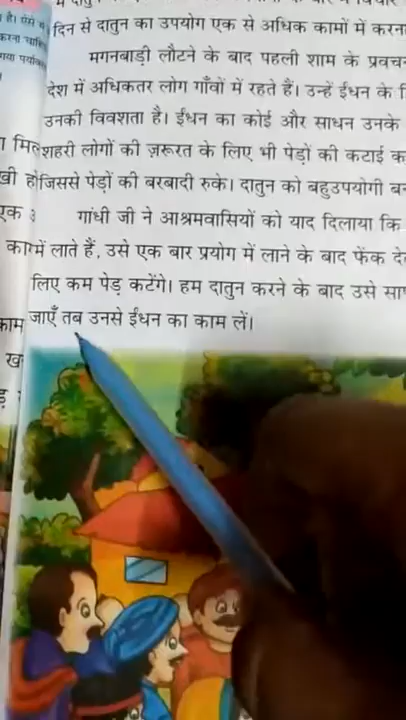 दिन से दातुन का उपयोग एक से अधिक कामों में करना
मगनबाड़ी लौटने के बाद पहली शाम के प्रवचन
देश में अधिकतर लोग गाँवों में रहते हैं। उन्हें ईंधन के
उनकी विवशता है। ईंधन का कोई और साधन उनके
शहरी लोगों की ज़रूरत के लिए भी पेड़ों की कटाई
जिससे पेड़ों की बरबादी रुके। दातुन को बहुउपयोगी
गांधी जी ने आश्रमवासियों को याद दिलाया कि
में लाते हैं, उसे एक बार प्रयोग में लाने के बाद फेंक
लिए कम पेड़ कटेंगे। हम दातुन करने के बाद उसे
जाएँ तब उनसे ईंधन का काम लें।